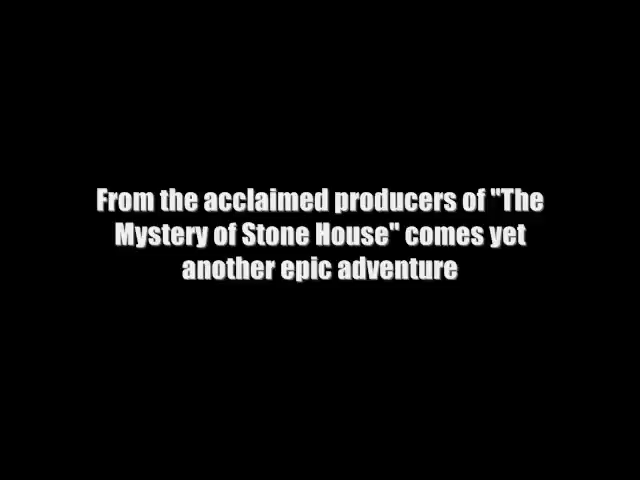 From the acclaimed producers of "The
Mystery of Stone House" comes yet
another epic adventure